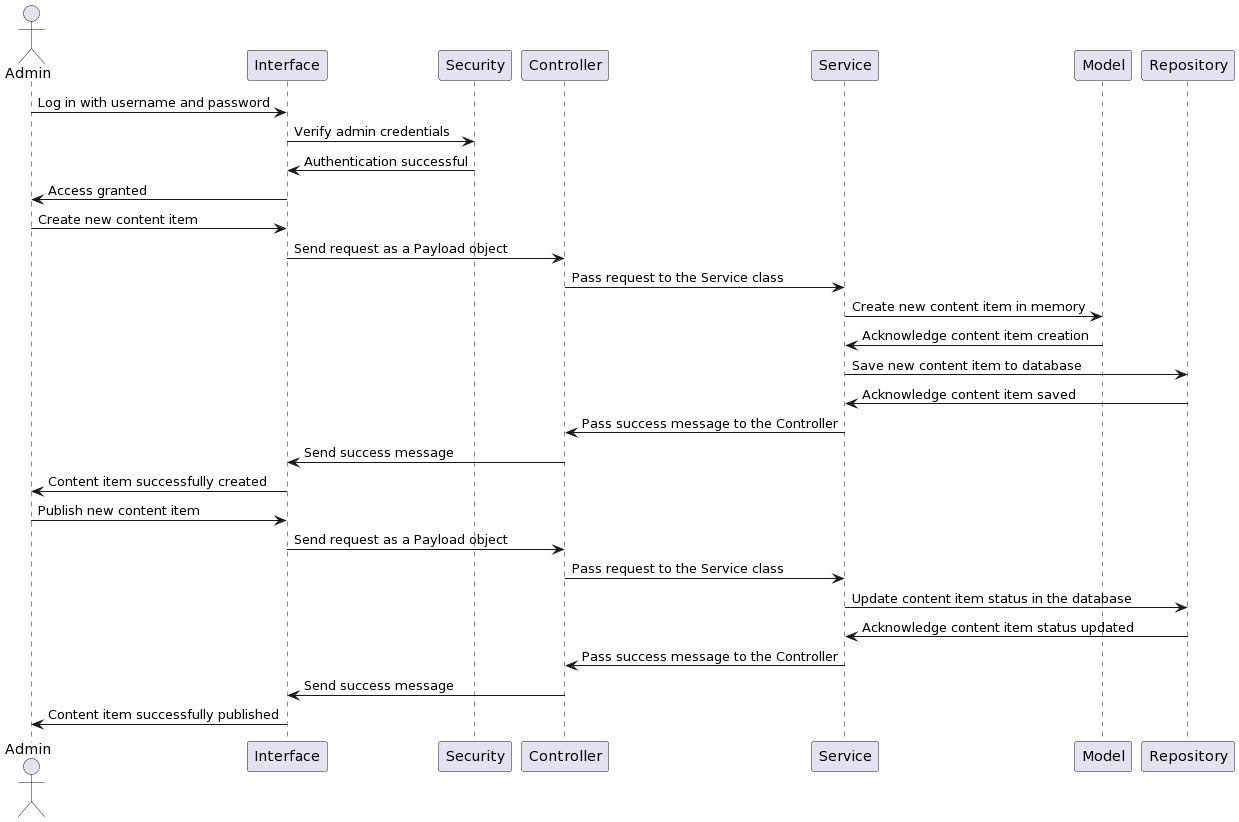 Admin
Interface
Security
Controller
Service
Model
Repository
Log in with username and password
Verify admin credentials
Authentication successful
Access granted
Create new content item
Send request as a Payload object
Pass request to the Service class
Create new content item in memory
Acknowledge content item creation
Save new content item to database
Acknowledge content item saved
Pass success message to the Controller
Send success message
Content item successfully created
Publish new content item
Send request as a Payload object
Pass request to the Service class
Update content item status in the database
Acknowledge content item status updated
Pass success message to the Controller
Send success message
Content item successfully published
Admin
Interface
Security
Controller
Service
Model
Repository